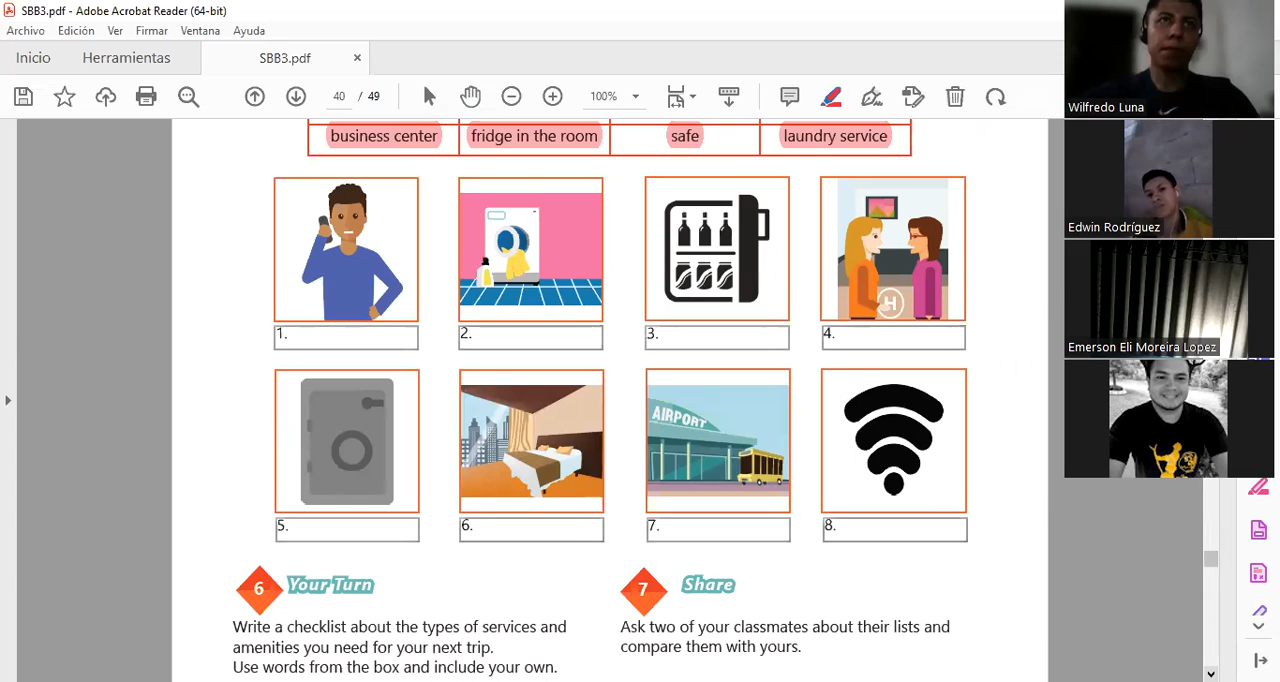 SBB3.pdf - Adobe Acrobat Reader (64-bit)
Archivo Edición Ver Firmar Ventana Ayuda
Inicio Herramientas SBB3.pdf ×
40 / 49 100%
business center fridge in the room safe laundry service
AIRPORT
H
1. 2. 3. 4.
5. 6. 7. 8.
6 Your Turn
Write a checklist about the types of services and
amenities you need for your next trip.
Use words from the box and include your own.
7 Share
Ask two of your classmates about their lists and
compare them with yours.
Wilfredo Luna
Edwin Rodríguez
Emerson Eli Moreira Lopez